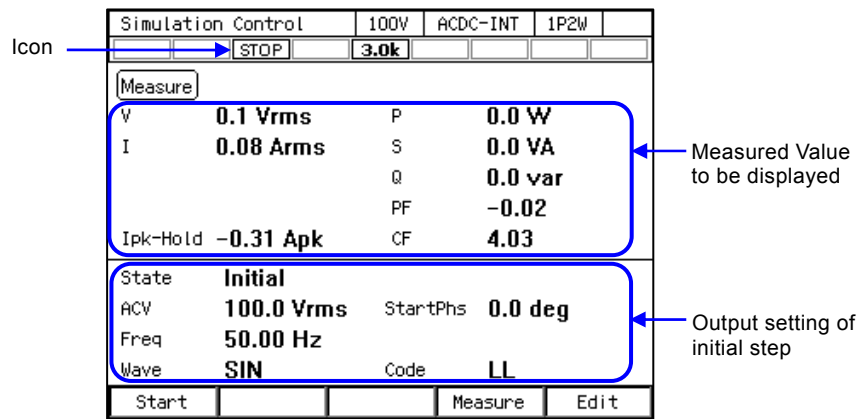 Simulation Control 100V ACDC-INT 1P2W
Icon STOP 3.0k
Measure
V 0.1 Vrms P 0.0 W
I 0.08 Arms S 0.0 VA
Q 0.0 var
PF -0.02
Ipk-Hold -0.31 Apk CF 4.03
Measured Value
to be displayed
State Initial
ACV 100.0 Vrms StartPhs 0.0 deg
Freq 50.00 Hz
Wave SIN Code LL
Output setting of
initial step
Start Measure Edit